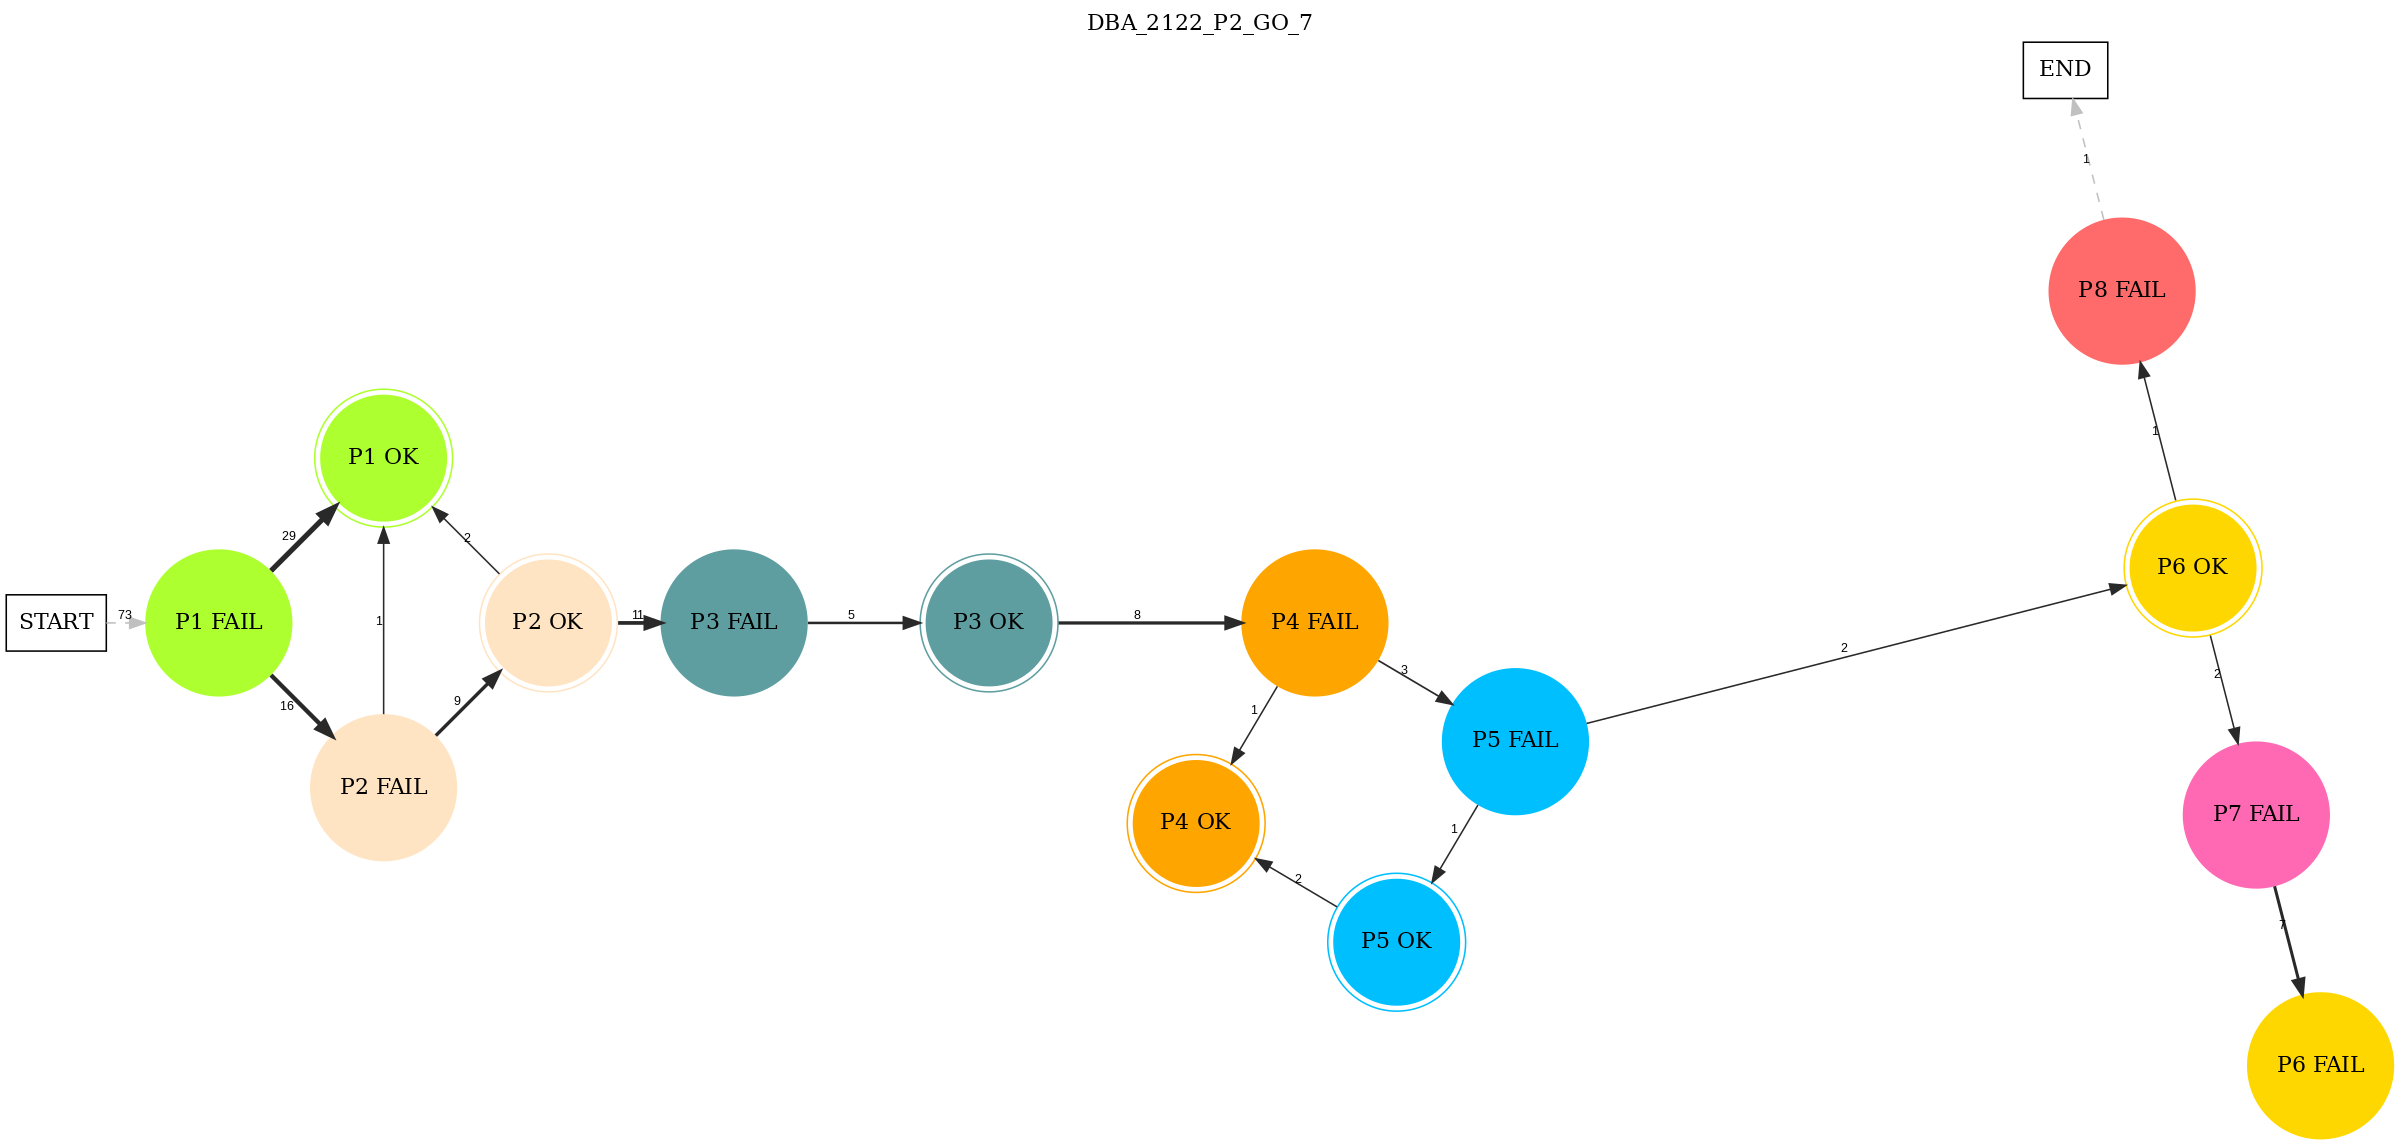 DBA_2122_P2_GO_7
END
1
P8 FAIL
1
P1 OK
P6 OK
29
2
START
73
P1 FAIL
1
P2 OK
11
P3 FAIL
5
P3 OK
8
P4 FAIL
2
3
2
16
9
1
P5 FAIL
P2 FAIL
P4 OK
1
P7 FAIL
2
P5 OK
7
P6 FAIL